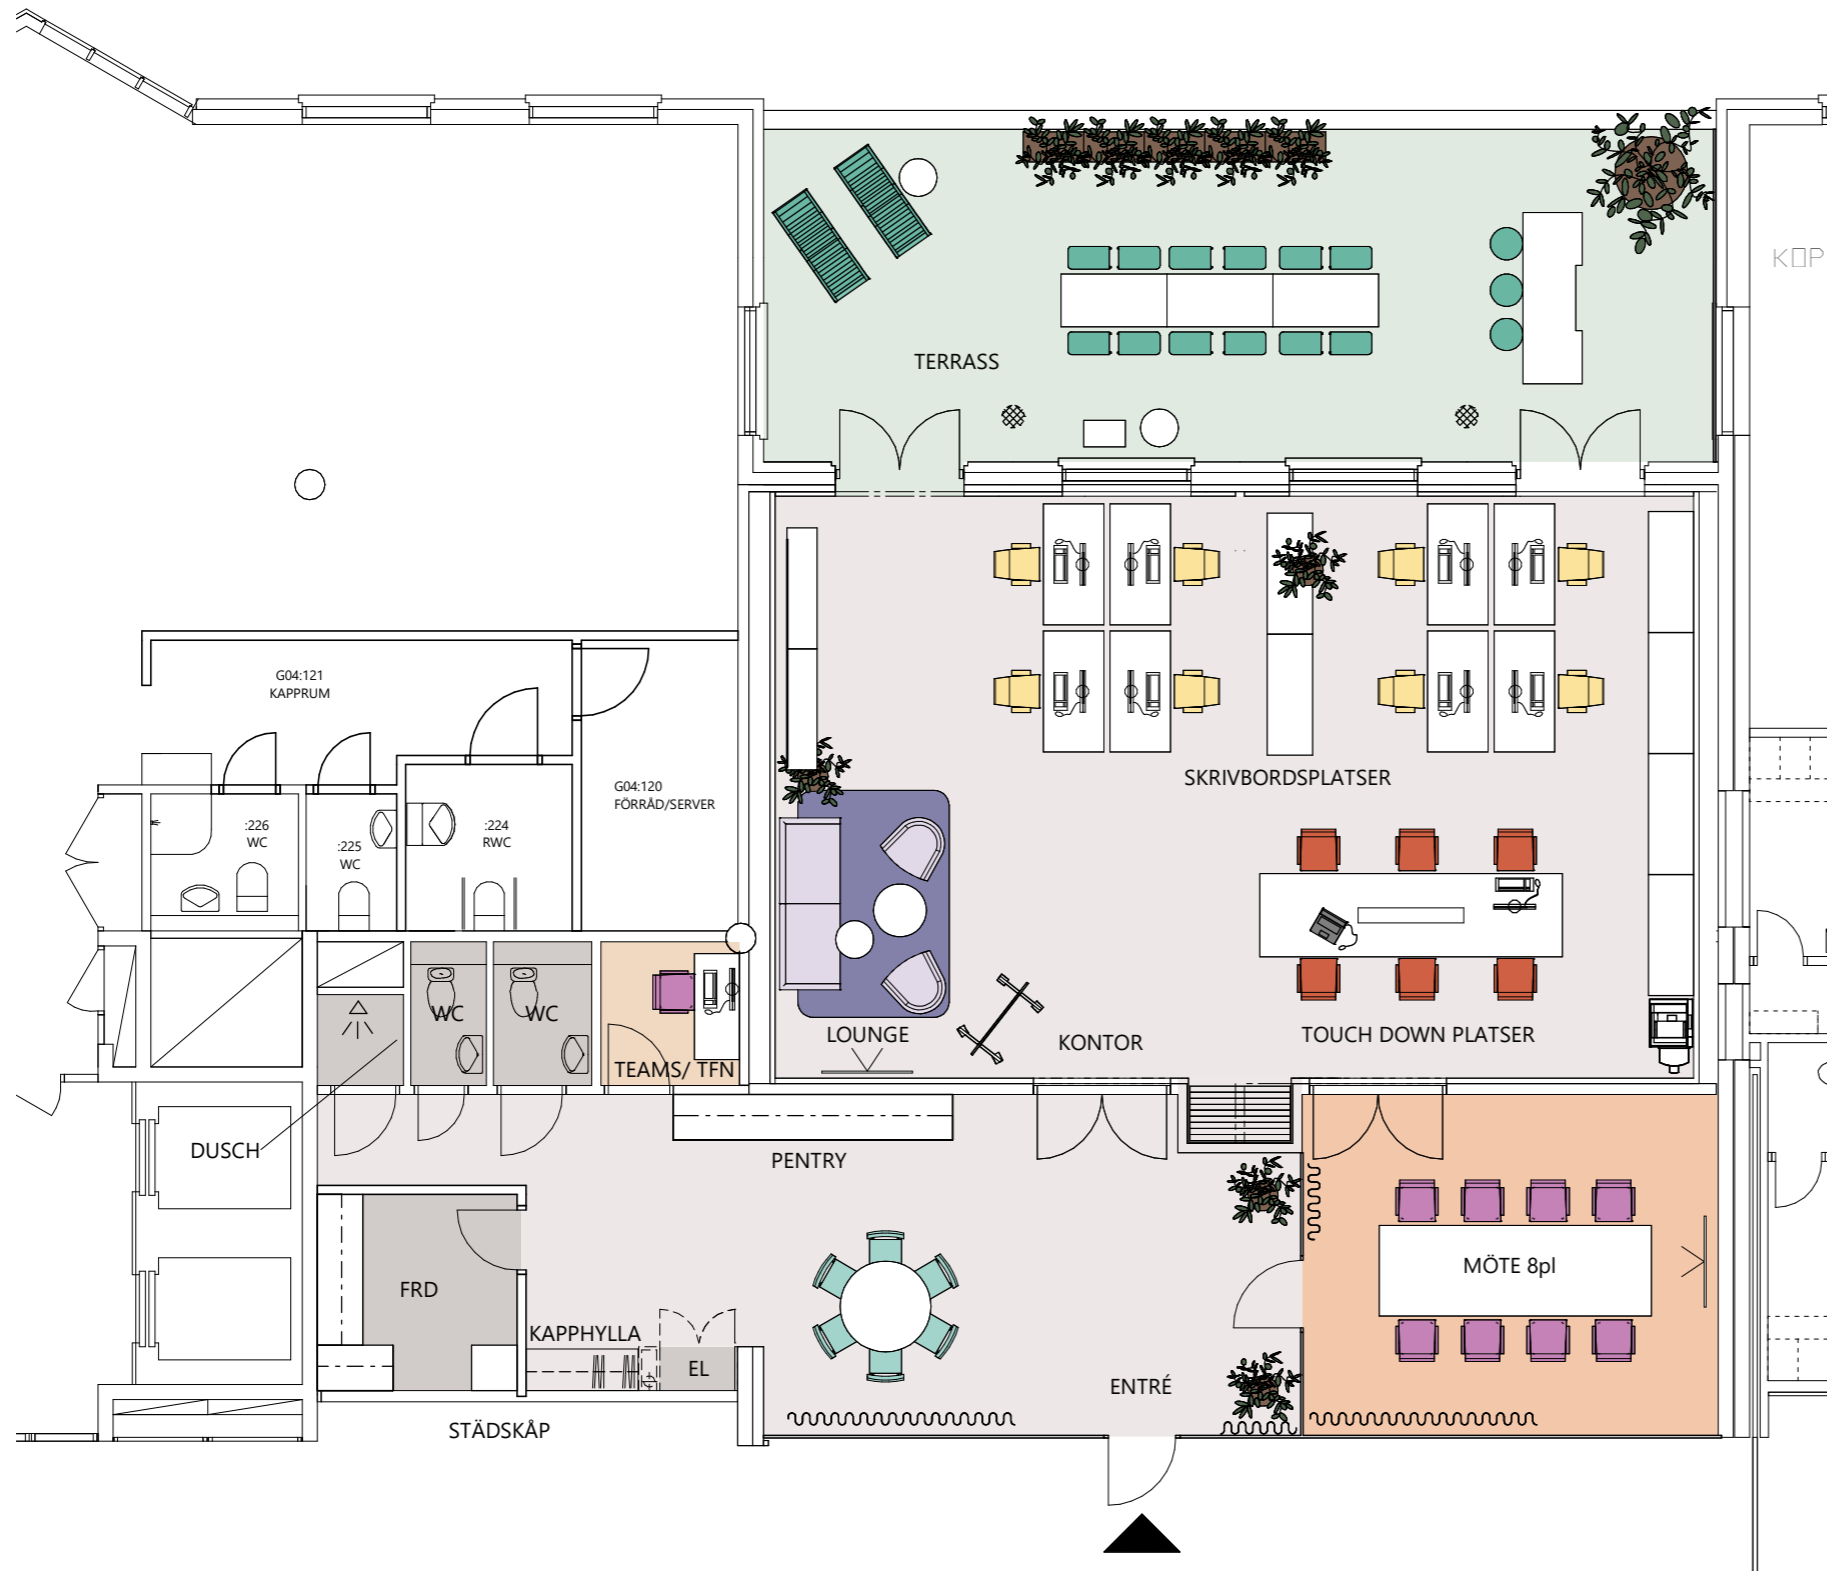 KÖP
TERRASS
G04:121
KAPPRUM
G04:120
FÖRRÅD/SERVER
SKRIVBORDSPLATSER
:226
WC
:225
WC
:224
RWC
WC
WC
TEAMS/ TFN
LOUNGE
KONTOR
TOUCH DOWN PLATSER
DUSCH
PENTRY
FRD
MÖTE 8pl
KAPPHYLLA
EL
ENTRÉ
STÄDSKÅP